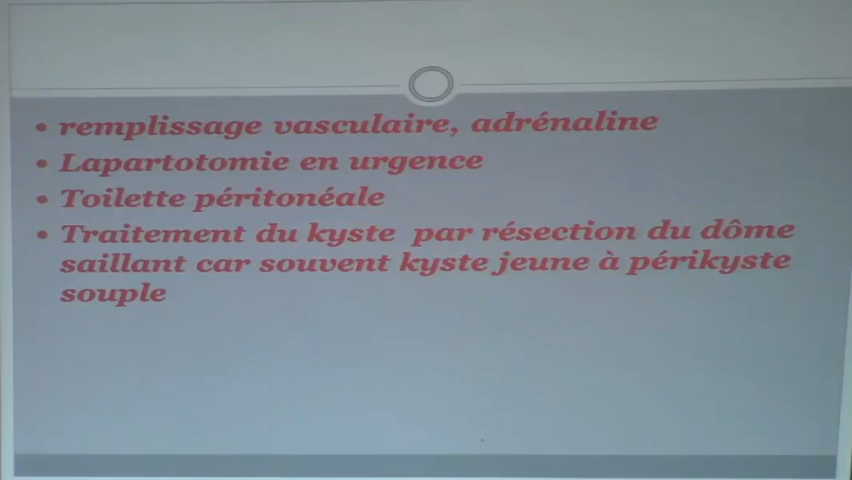 • remplissage vasculaire, adrénaline
• Lapartotomie en urgence
• Toilette péritonéale
• Traitement du kyste par résection du dôme
saillant car souvent kyste jeune à périkyste
souple